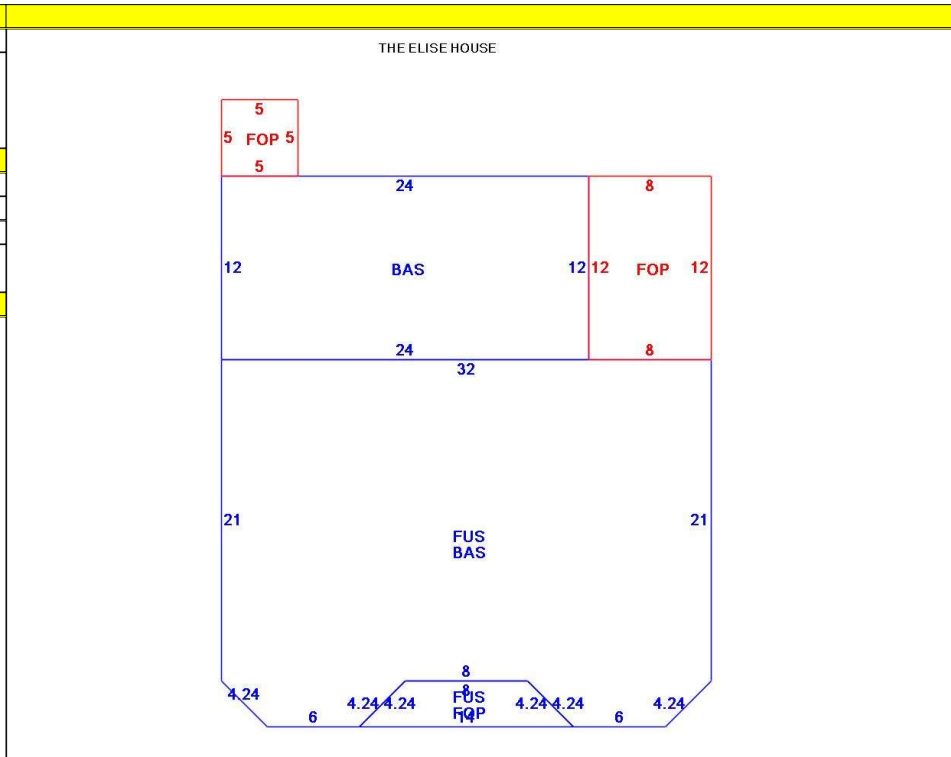 THE ELISE HOUSE
5
5 FOP 5
5
24 8
12 BAS 12 12 FOP 12
24 8
32
21 21
FUS
BAS
8
8
4.24 4.24 4.24 FUS 4.24 4.24 4.24
FOP
6 14 6